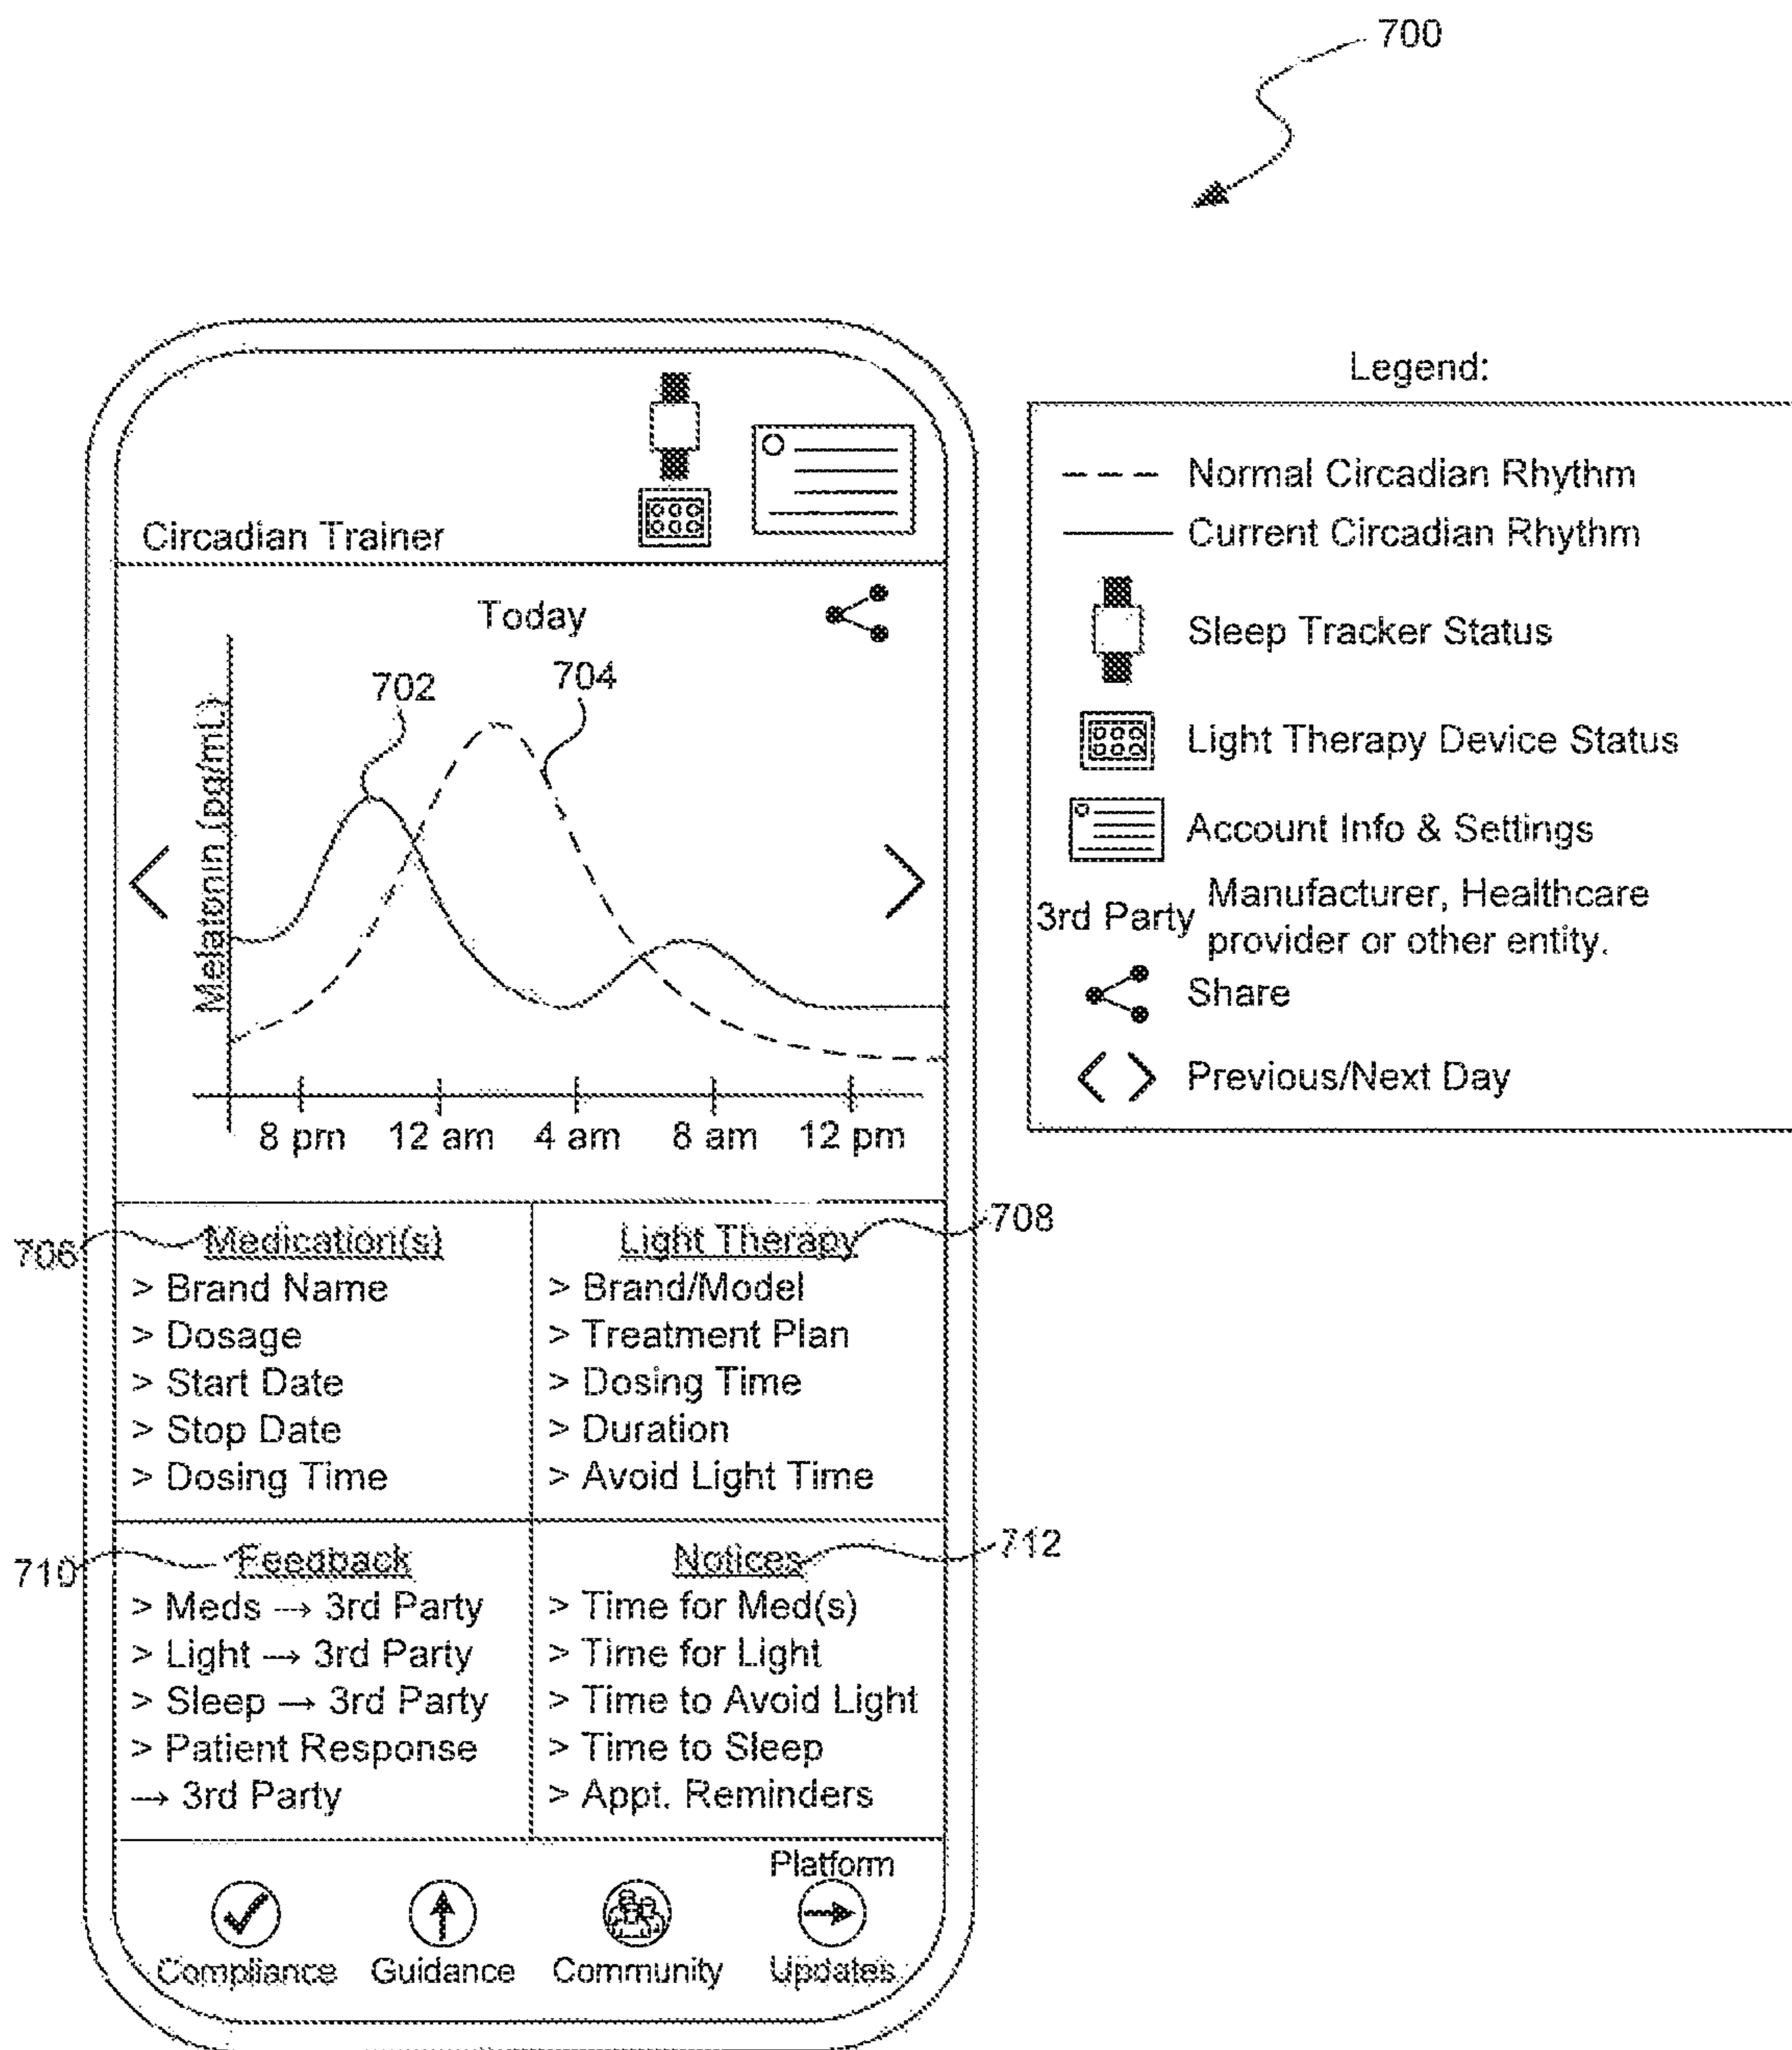 700
Legend:
Normal Circadian Rhythm
Current Circadian Rhythm
Sleep Tracker Status
Light Therapy Device Status
Account Info & Settings
3rd Party Manufacturer, Healthcare
provider or other entity.
Share
Previous/Next Day
Circadian Trainer
Today
702
704
Melatonin (pg/mL)
8 pm 12 am 4 am 8 am 12 pm
706
Medication(s)
> Brand Name
> Dosage
> Start Date
> Stop Date
> Dosing Time
Light Therapy
708
> Brand/Model
> Treatment Plan
> Dosing Time
> Duration
> Avoid Light Time
710
Feedback
> Meds → 3rd Party
> Light → 3rd Party
> Sleep → 3rd Party
> Patient Response
→ 3rd Party
Notices
712
> Time for Med(s)
> Time for Light
> Time to Avoid Light
> Time to Sleep
> Appt. Reminders
Compliance
Guidance
Community
Platform
Updates